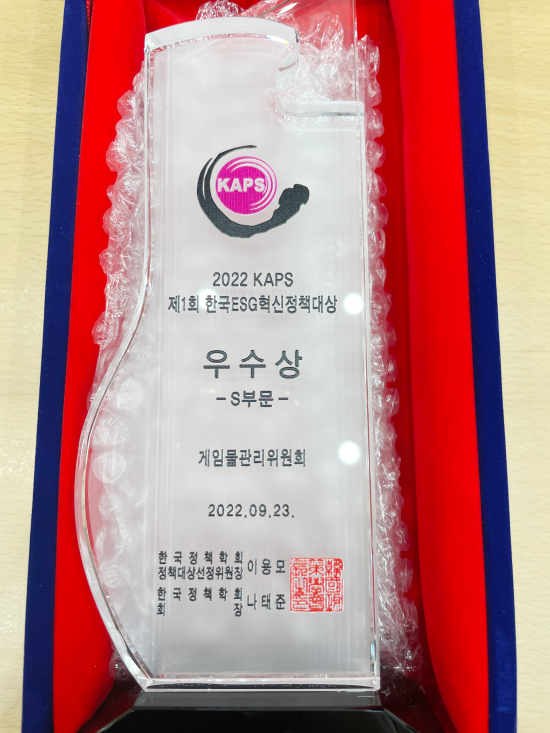 KAPS
2022 KAPS
제1회 한국ESG혁신정책대상
우수상
-S부문-
게임물관리위원회
2022.09.23.
한국정책학회
정책대상선정위원장 이용모
한국정책학회
회장 나태준